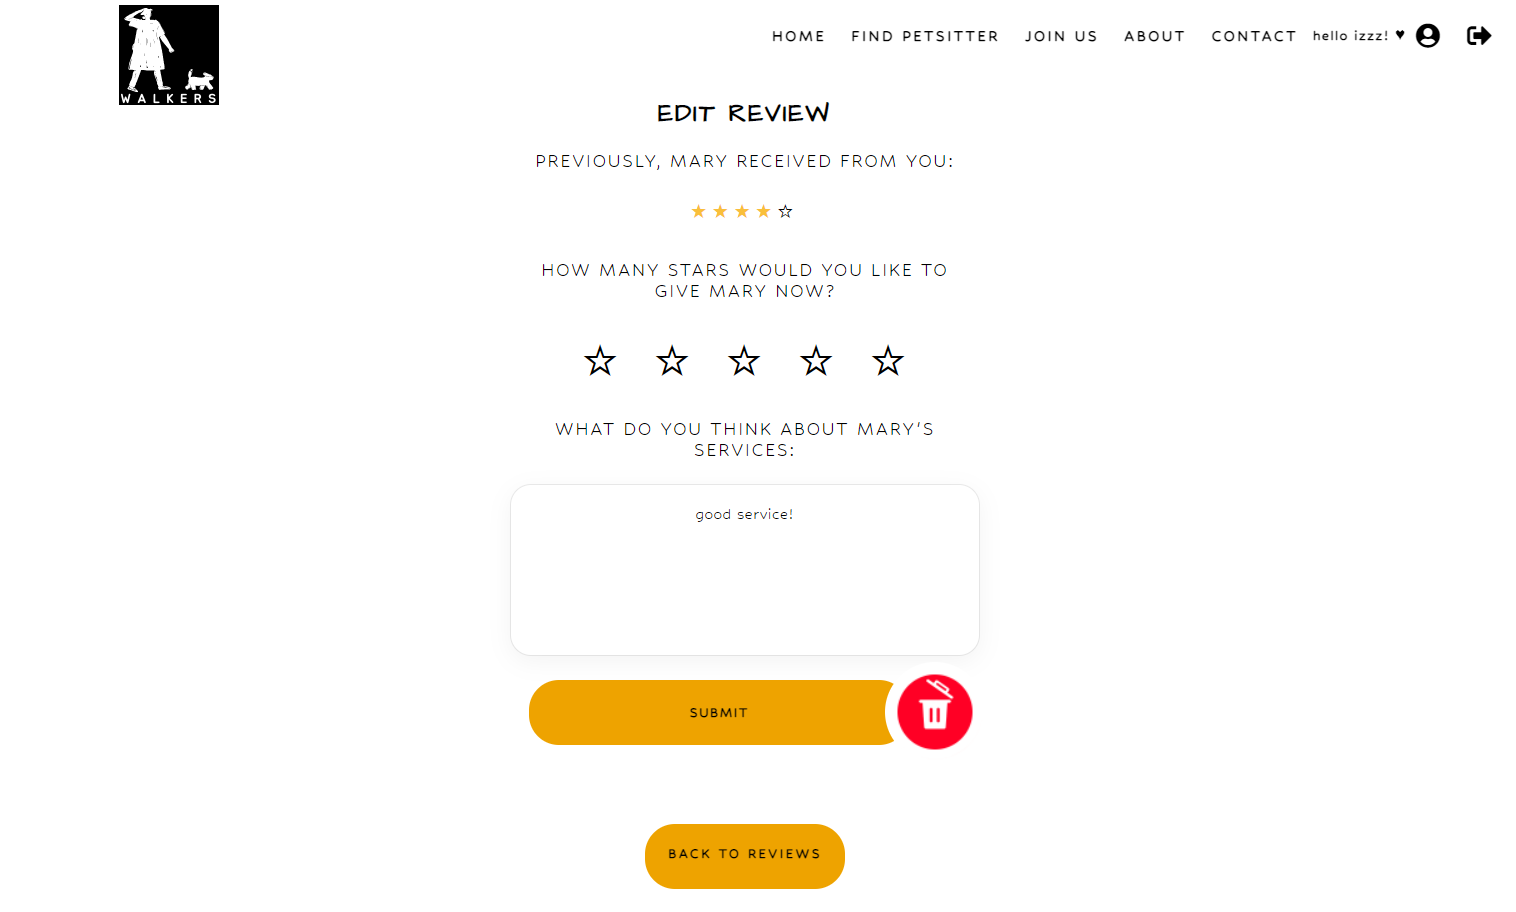 WALKERS
HOME FIND PETSITTER JOIN US ABOUT CONTACT hello izzz! ♥
EDIT REVIEW
PREVIOUSLY, MARY RECEIVED FROM YOU:
★ ★ ★ ★ ☆
HOW MANY STARS WOULD YOU LIKE TO
GIVE MARY NOW?
☆ ☆ ☆ ☆ ☆
WHAT DO YOU THINK ABOUT MARY'S
SERVICES:
good service!
SUBMIT
BACK TO REVIEWS